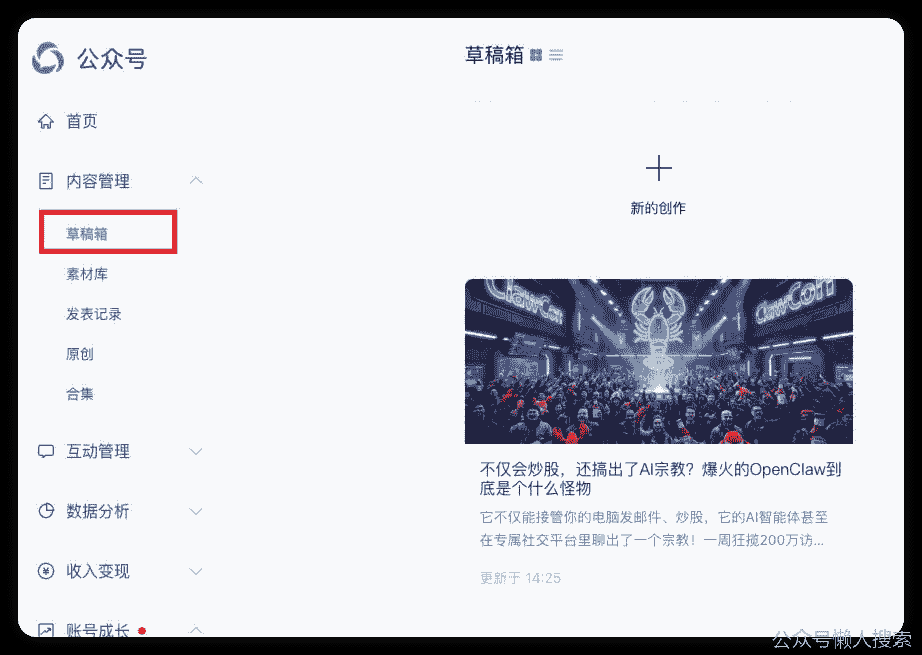 公众号
首页
内容管理
草稿箱
素材库
发表记录
原创
合集
互动管理
数据分析
收入变现
账号成长
草稿箱
新的创作
ClawCon
ClawCon
不仅会炒股，还搞出了AI宗教？爆火的OpenClaw到
底是个什么怪物
它不仅能接管你的电脑发邮件、炒股，它的AI智能体甚至
在专属社交平台里聊出了一个宗教！一周狂揽200万访...
更新于 14:25
公众号懒人搜索